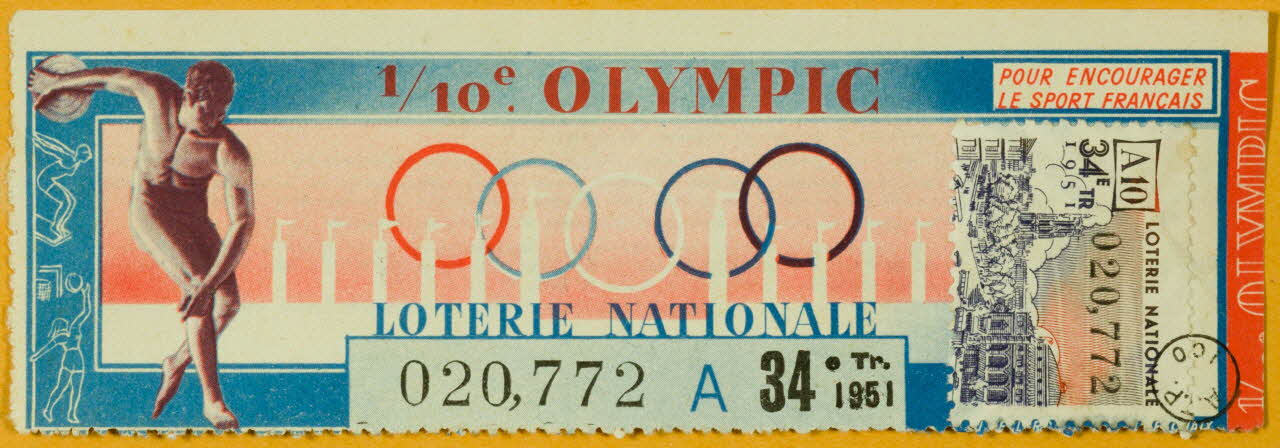 1/10e. OLYMPIC
POUR ENCOURAGER
LE SPORT FRANÇAIS
LOTERIE NATIONALE
020,772 A 34e Tr. 1951
A10
34E TR
1951
LOTERIE NATIONALE
020,772
OLYMPIC